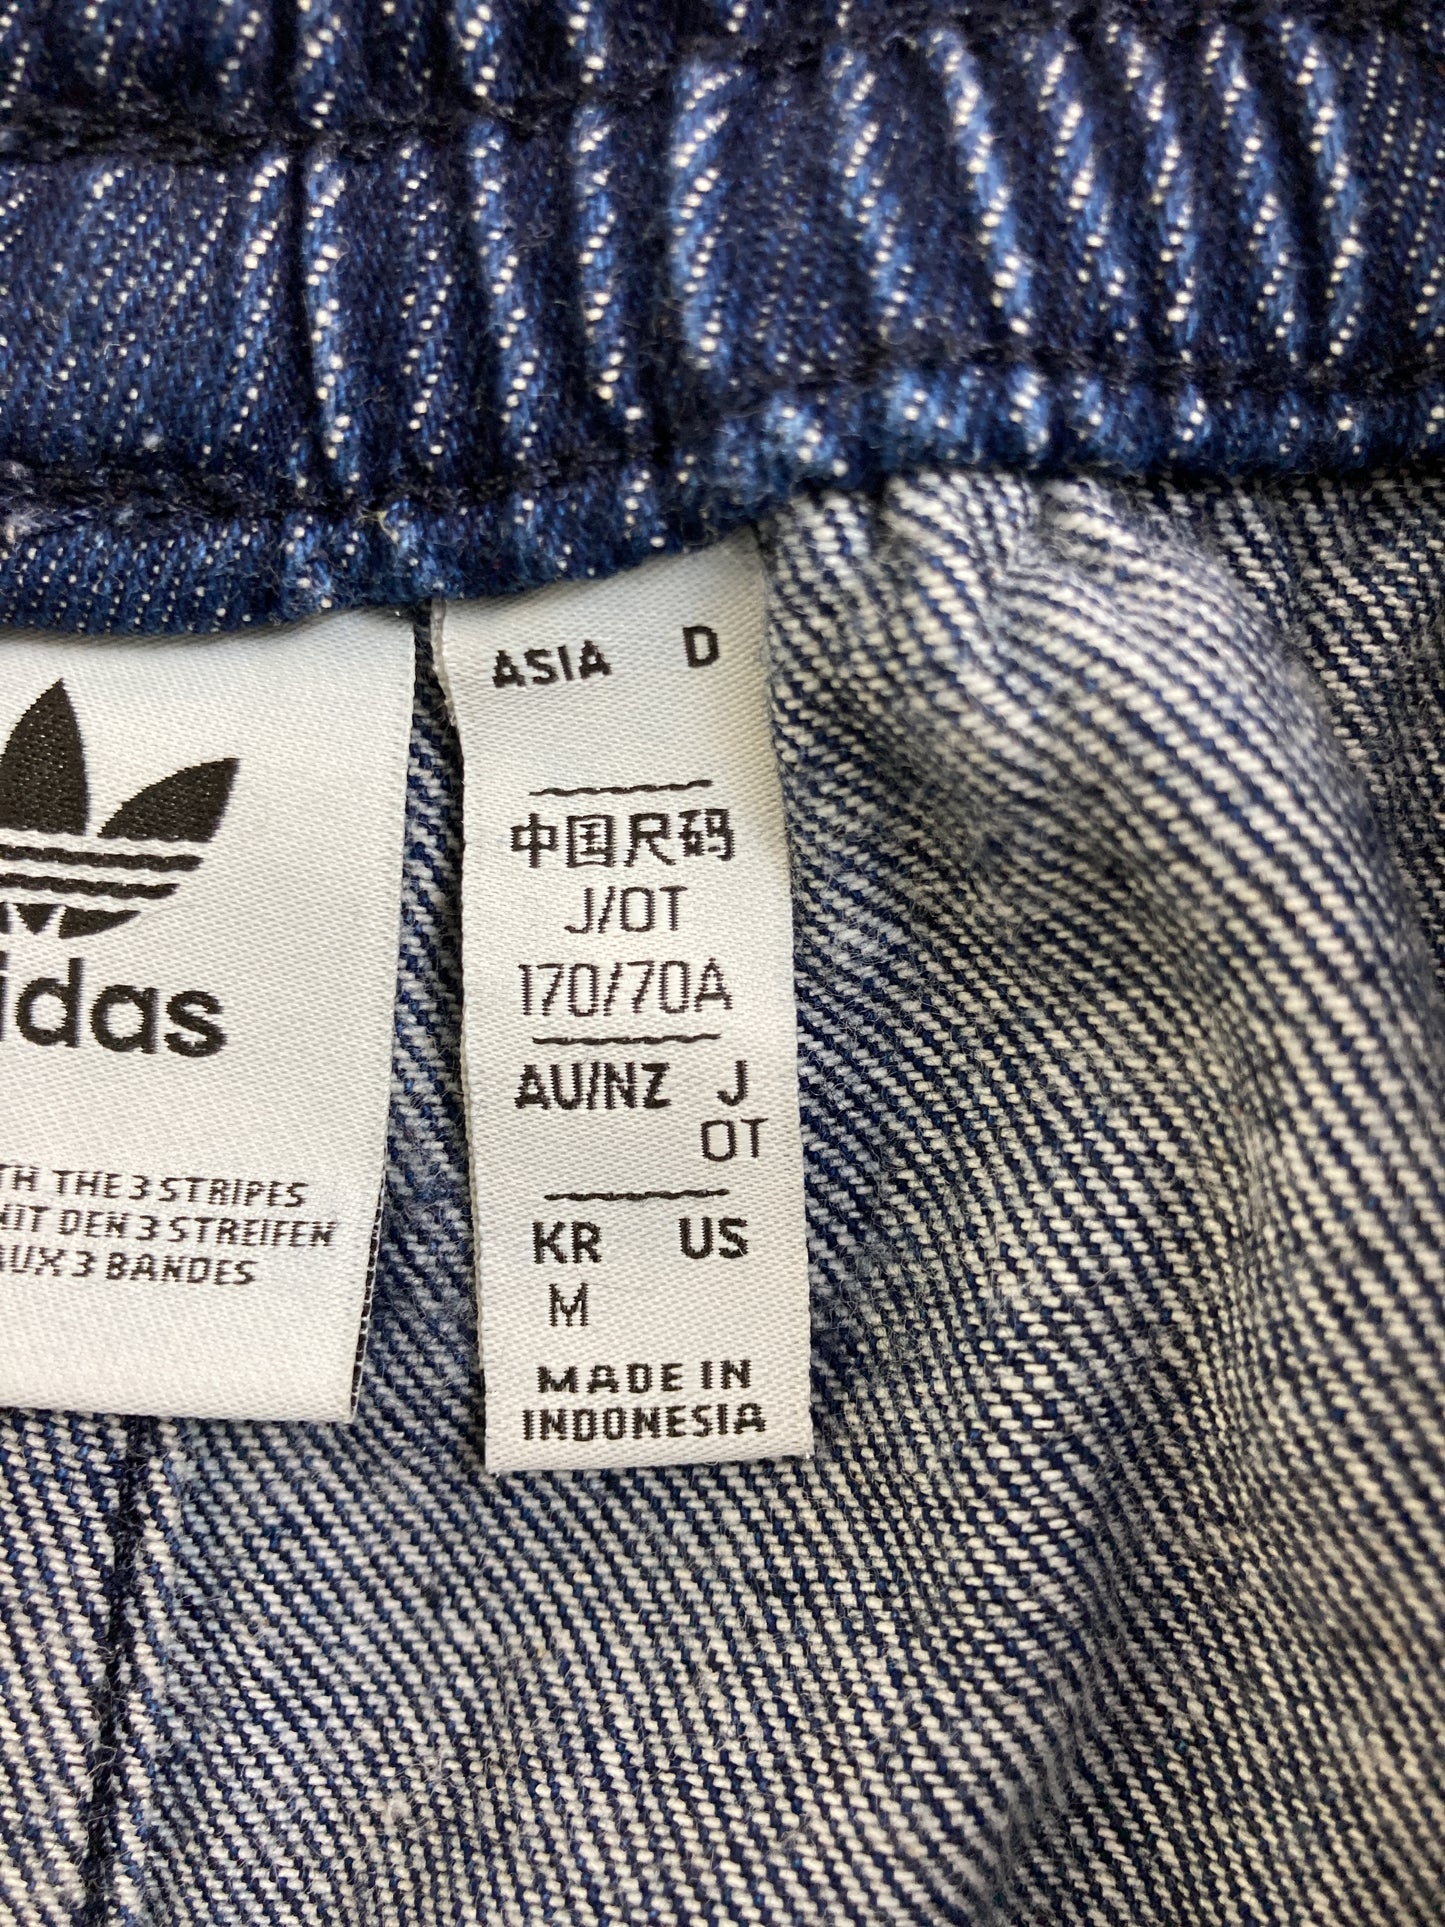 idas
TH THE 3 STRIPES
MIT DEN 3 STREIFEN
AUX 3 BANDES
ASIA D
中国尺码
J/OT
170/70A
AU/NZ J
OT
KR US
M
MADE IN
INDONESIA